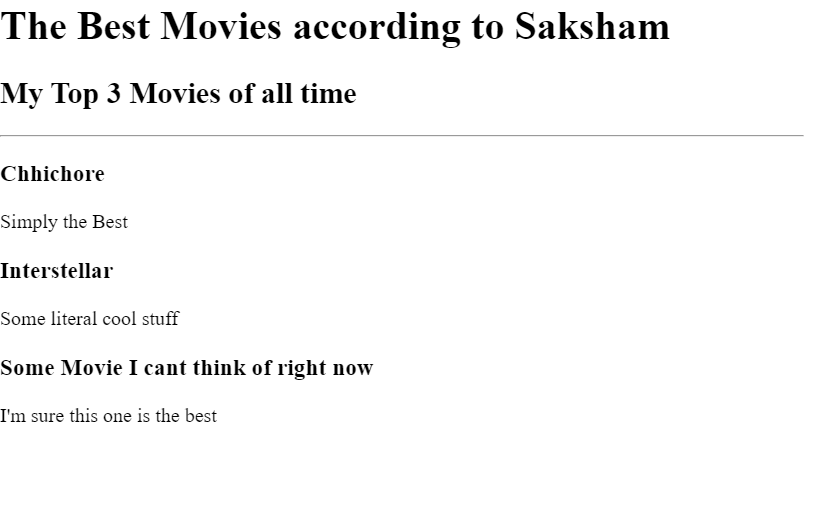 The Best Movies according to Saksham
My Top 3 Movies of all time
Chhichore
Simply the Best
Interstellar
Some literal cool stuff
Some Movie I cant think of right now
I'm sure this one is the best